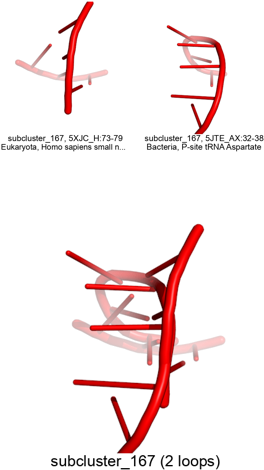 subcluster_167, 5XJC_H:73-79
Eukaryota, Homo sapiens small n...
subcluster_167, 5JTE_AX:32-38
Bacteria, P-site tRNA Aspartate
subcluster_167 (2 loops)